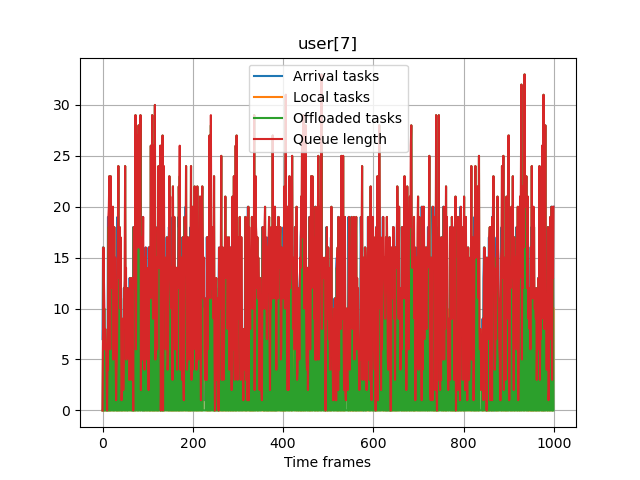 user[7]
Arrival tasks
Local tasks
Offloaded tasks
Queue length
30
25
20
15
10
5
0
0 200 400 600 800 1000
Time frames